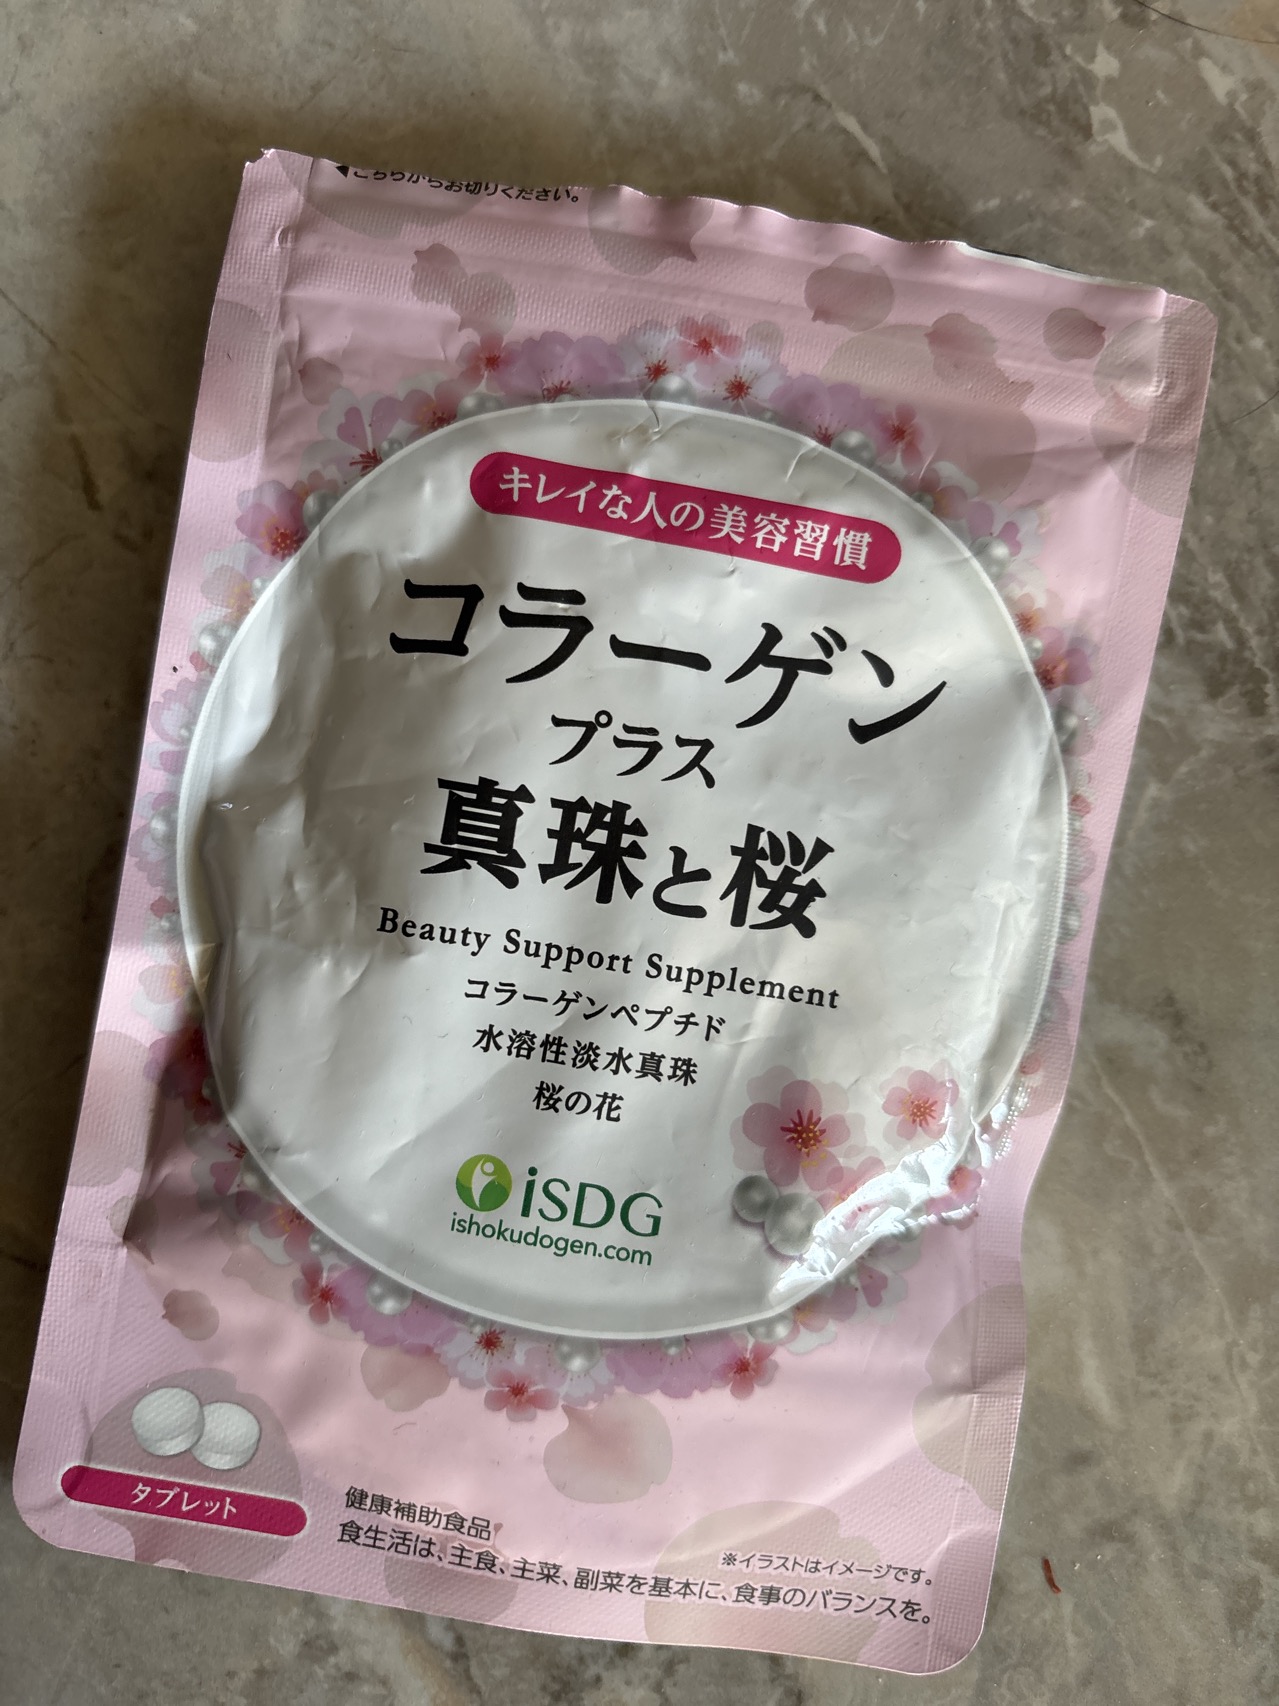 ◀こちらからお切りください。
キレイな人の美容習慣
コラーゲン
プラス
真珠と桜
Beauty Support Supplement
コラーゲンペプチド
水溶性淡水真珠
桜の花
iSDG
ishokudogen.com
タブレット
健康補助食品
※イラストはイメージです。
食生活は、主食、主菜、副菜を基本に、食事のバランスを。